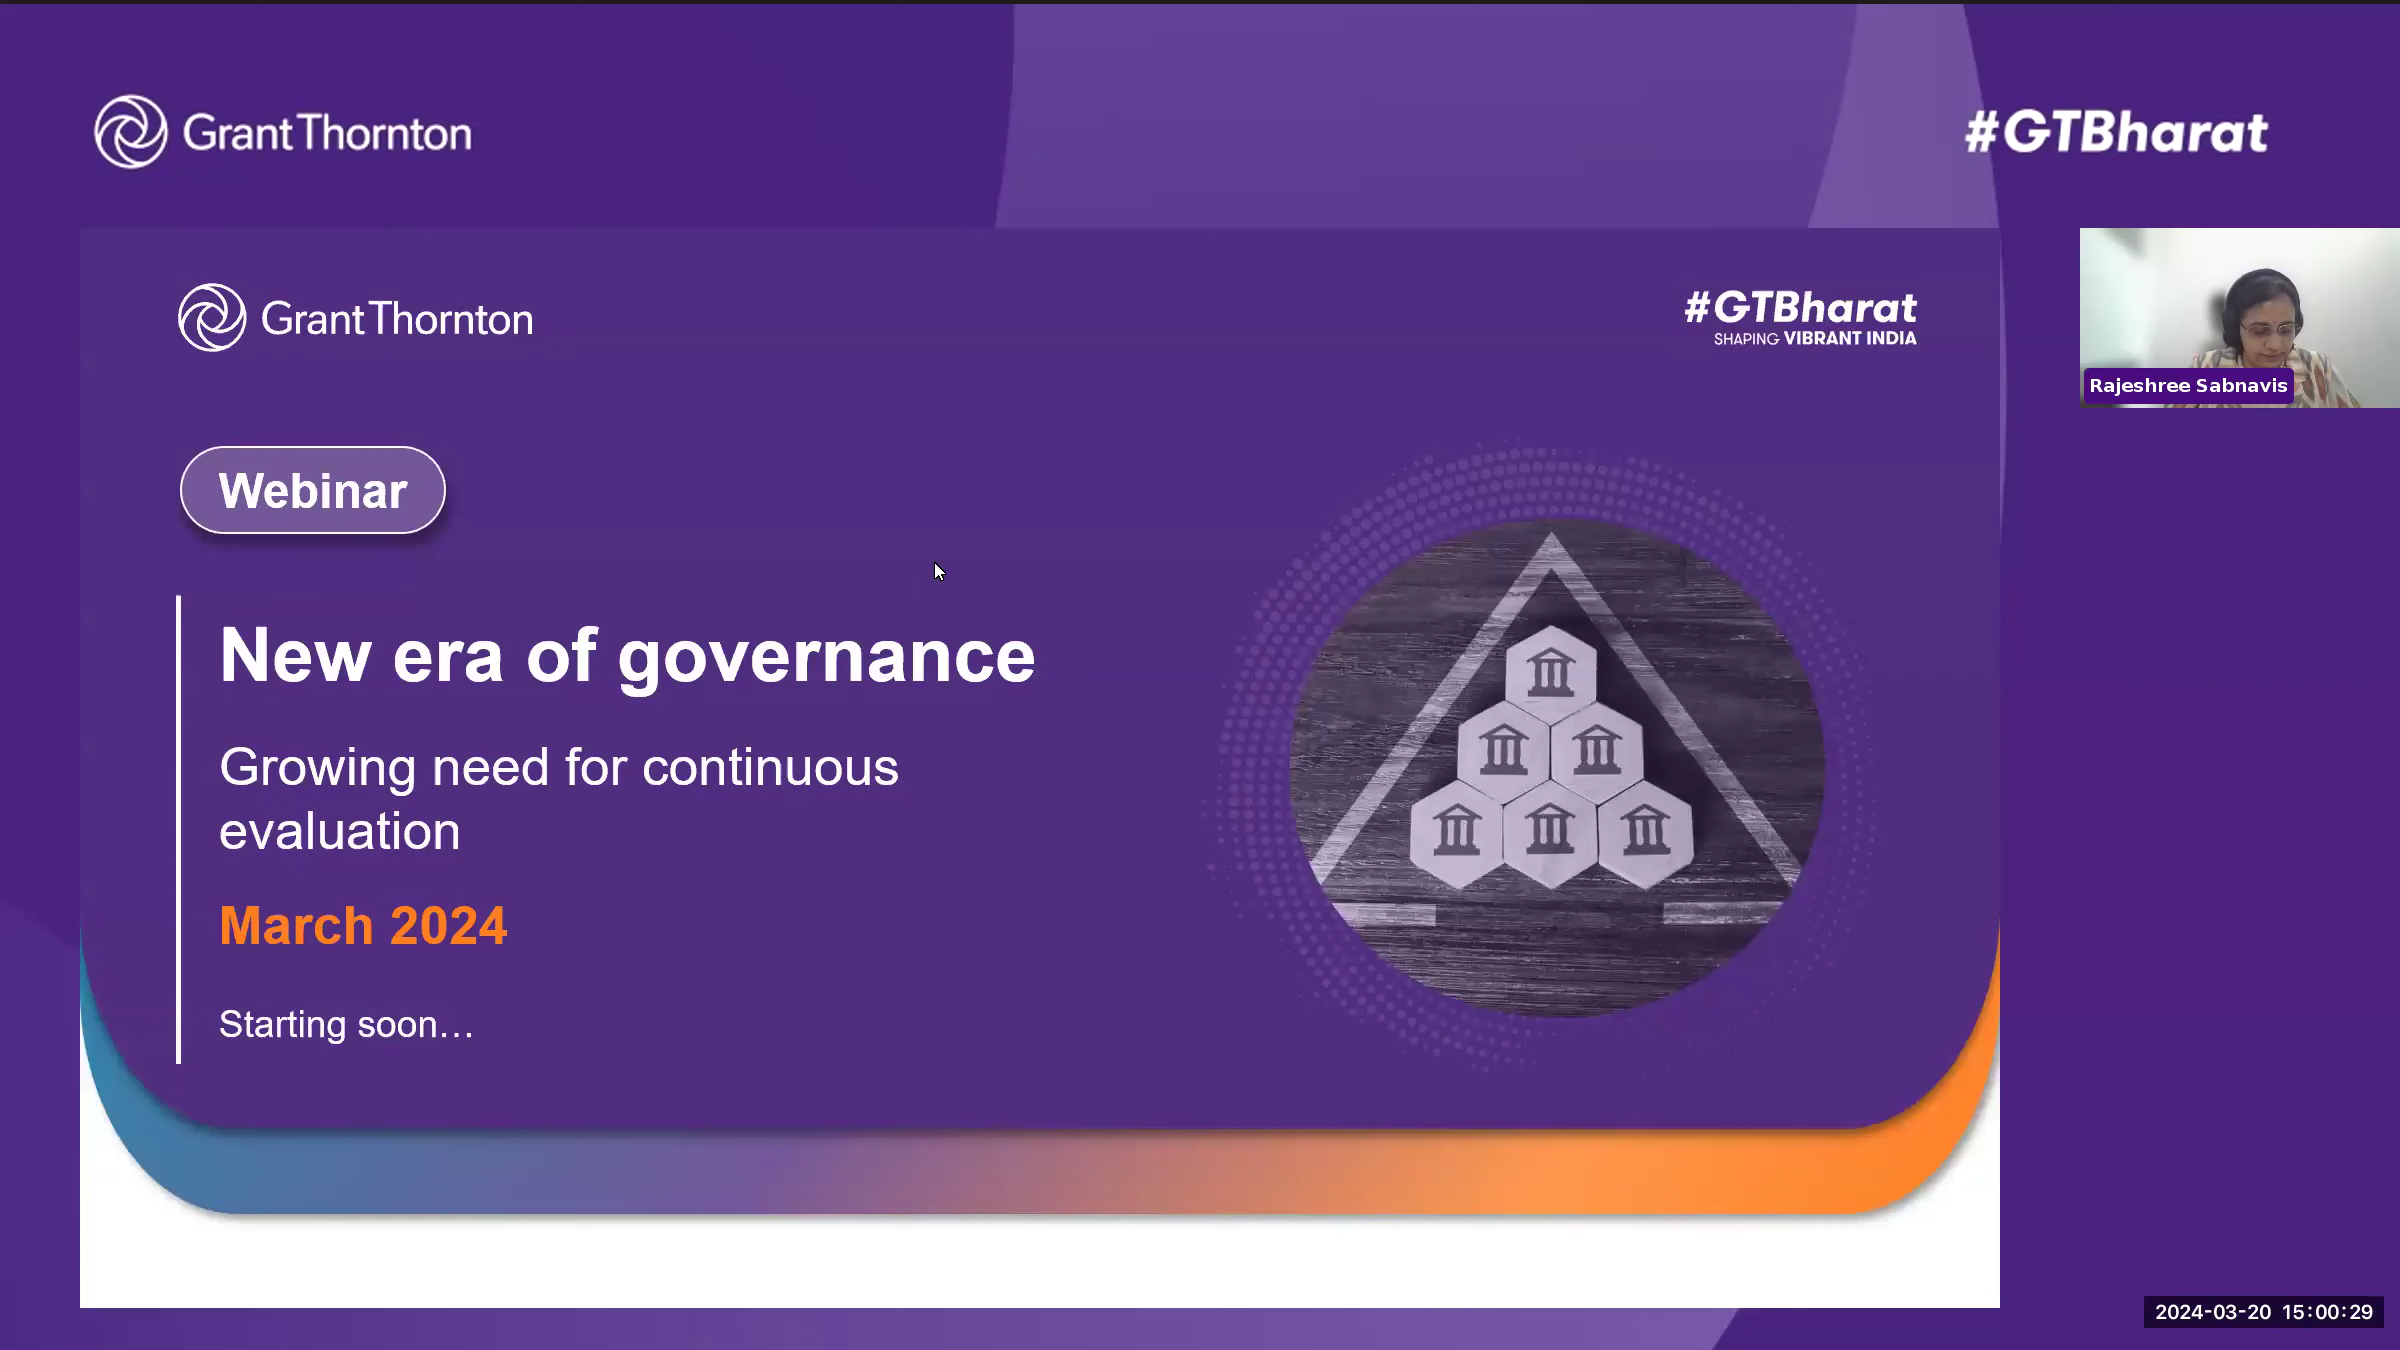 Grant Thornton
#GTBharat
Grant Thornton
#GTBharat
SHAPING VIBRANT INDIA
Rajeshree Sabnavis
Webinar
New era of governance
Growing need for continuous
evaluation
March 2024
Starting soon…
2024-03-20 15:00:29